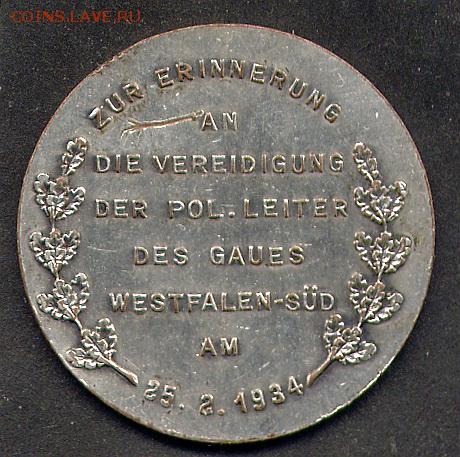 COINS.LAVE.RU
ZUR ERINNERUNG
AN
DIE VEREIDIGUNG
DER POL. LEITER
DES GAUES
WESTFALEN-SÜD
AM
25. 2. 1934